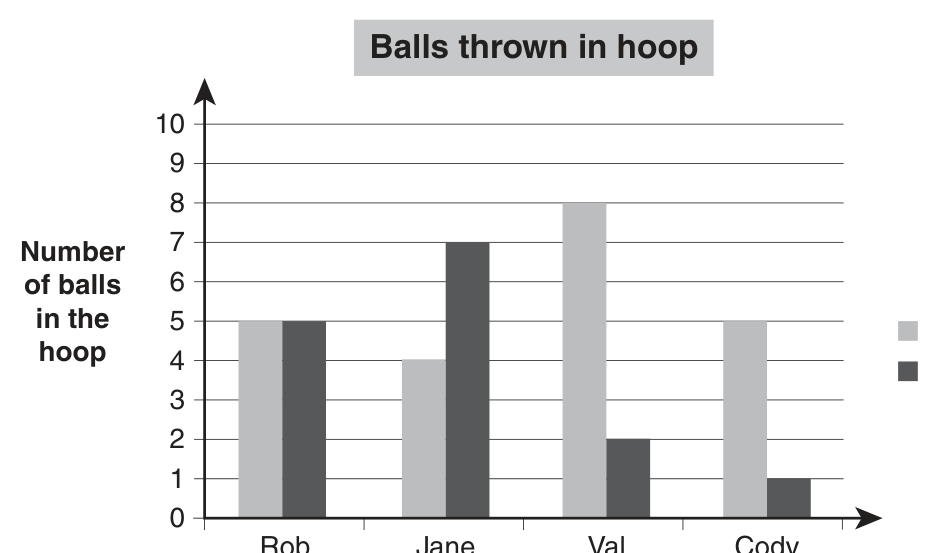 Balls thrown in hoop
10
9
8
7
6
5
4
3
2
1
0
Number
of balls
in the
hoop
Rob
Jane
Val
Cody